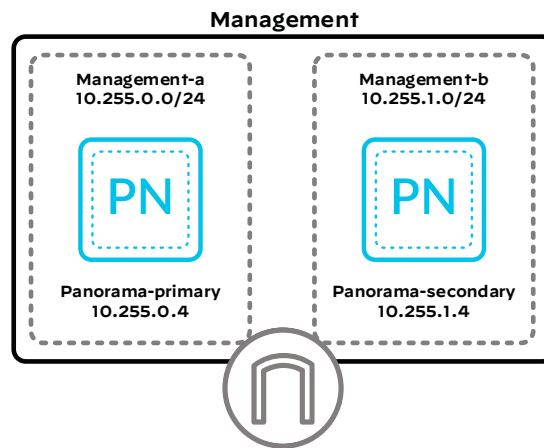 Management
Management-a
10.255.0.0/24
PN
Panorama-primary
10.255.0.4
Management-b
10.255.1.0/24
PN
Panorama-secondary
10.255.1.4